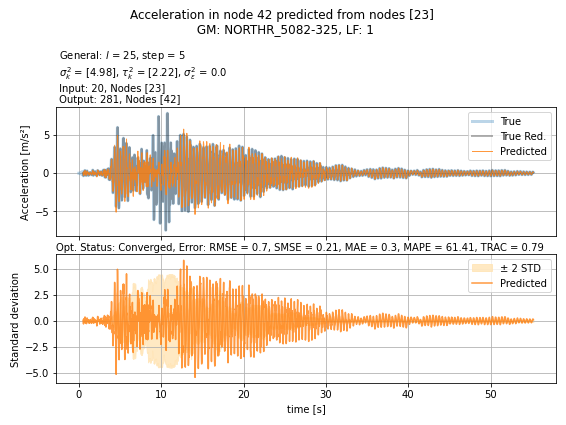 Acceleration in node 42 predicted from nodes [23]
GM: NORTHR_5082-325, LF: 1
General: l = 25, step = 5
σ²ₖ = [4.98], τ²ₖ = [2.22], σ²ε = 0.0
Input: 20, Nodes [23]
Output: 281, Nodes [42]
Acceleration [m/s²]
5
0
−5
True
True Red.
Predicted
Opt. Status: Converged, Error: RMSE = 0.7, SMSE = 0.21, MAE = 0.3, MAPE = 61.41, TRAC = 0.79
Standard deviation
5.0
2.5
0.0
−2.5
−5.0
± 2 STD
Predicted
0 10 20 30 40 50
time [s]